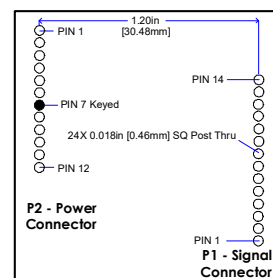 1.20in
[30.48mm]
PIN 1
PIN 14
PIN 7 Keyed
24X 0.018in [0.46mm] SQ Post Thru
PIN 12
P2 - Power
Connector
PIN 1
P1 - Signal
Connector